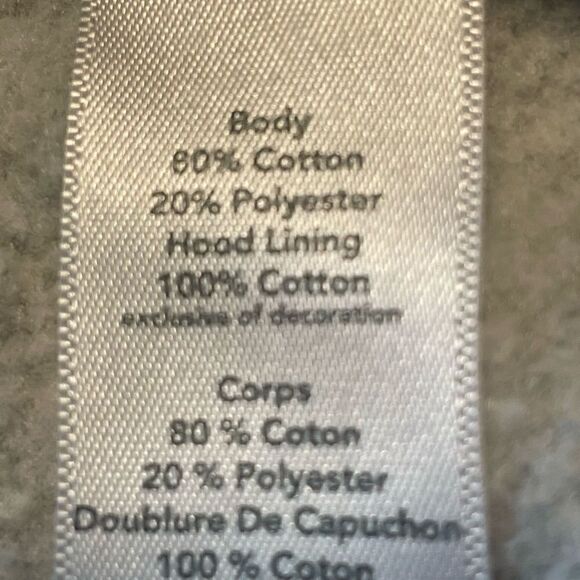 Body
80% Cotton
20% Polyester
Hood Lining
100% Cotton
exclusive of decoration
Corps
80 % Coton
20 % Polyester
Doublure De Capuchon
100 % Coton